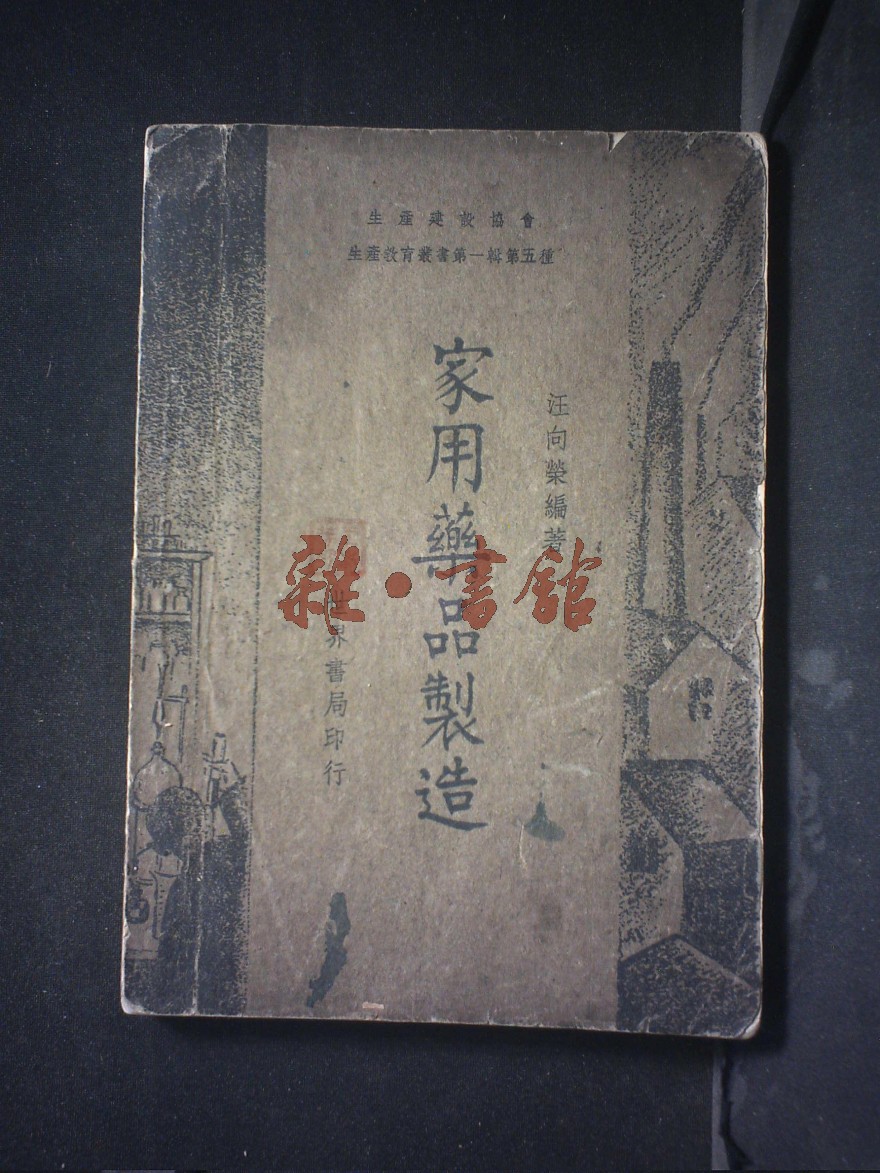 生產建設協會
生產教育叢書第一輯第五種
汪向榮編著
家用藥品製造
世界書局印行
雜·書館